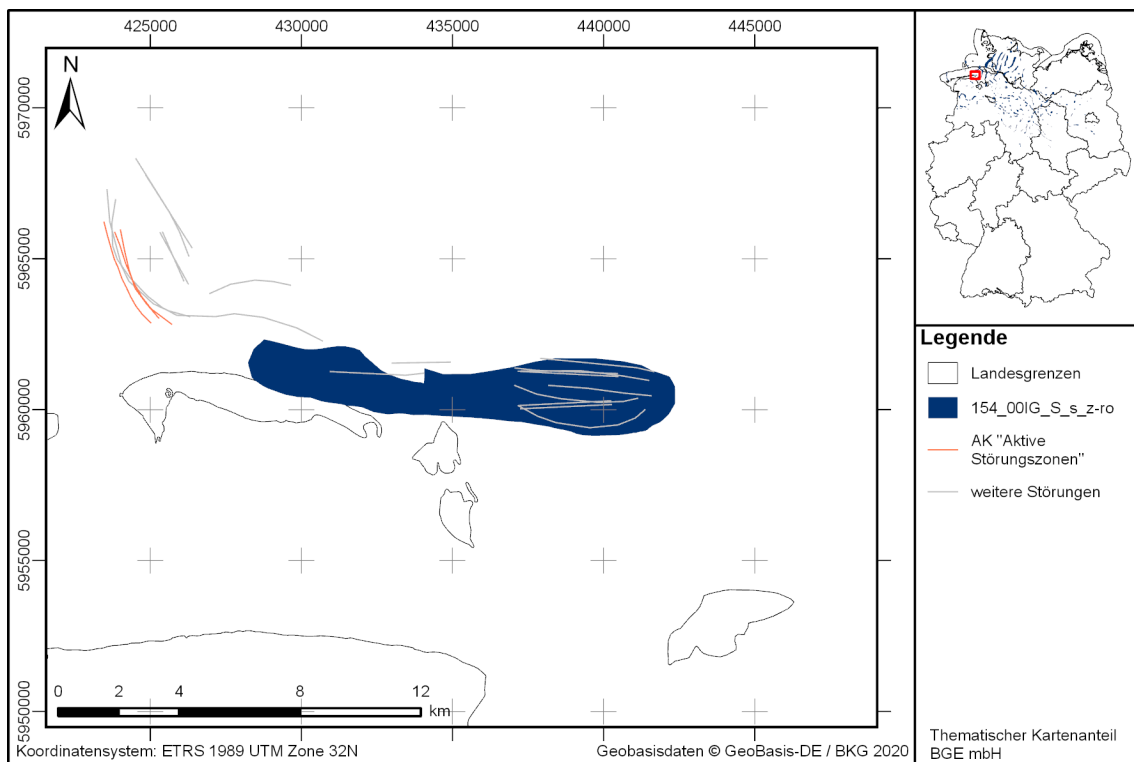 425000 430000 435000 440000 445000
N
5970000
5965000
5960000
5955000
5950000
0 2 4 8 12
km
Koordinatensystem: ETRS 1989 UTM Zone 32N
Geobasisdaten © GeoBasis-DE / BKG 2020
Legende
Landesgrenzen
154_00IG_S_s_z-ro
AK "Aktive
Störungszonen"
weitere Störungen
Thematischer Kartenanteil
BGE mbH